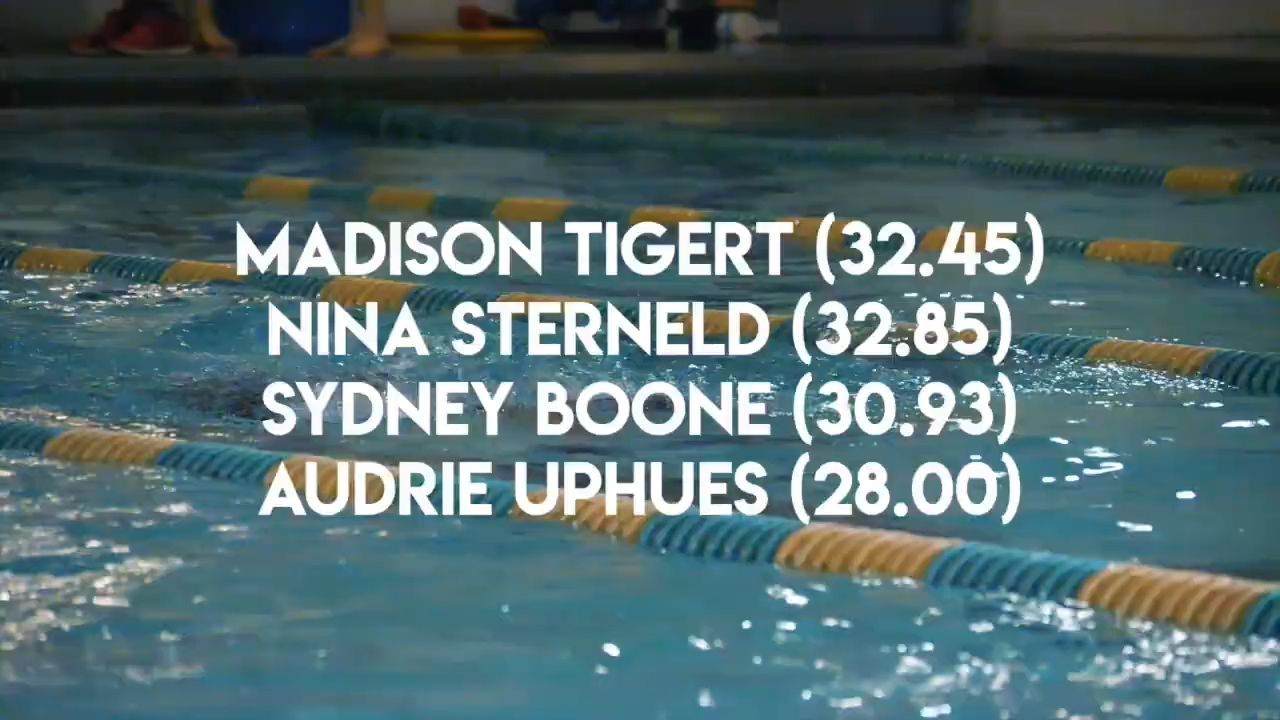 MADISON TIGERT (32.45)
NINA STERNELD (32.85)
SYDNEY BOONE (30.93)
AUDRIE UPHUES (28.00)